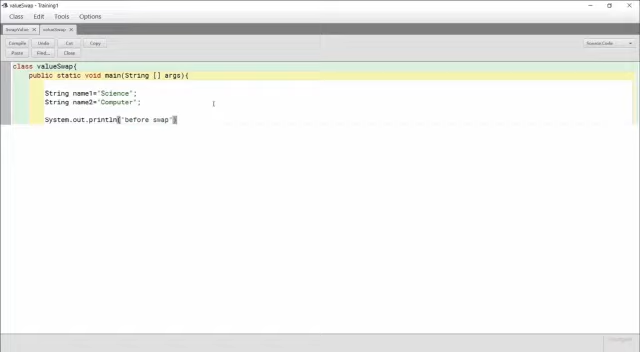 valueSwap - Training1
Class Edit Tools Options
SwapValue X valueSwap X
Compile Undo Cut Copy
Paste Find... Close
Source Code
class valueSwap{
public static void main(String [] args){
String name1="Science";
String name2="Computer";
System.out.println("before swap")